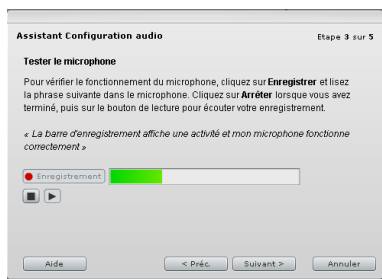 Assistant Configuration audio
Etape 3 sur 5
Tester le microphone
Pour vérifier le fonctionnement du microphone, cliquez sur Enregistrer et lisez
la phrase suivante dans le microphone. Cliquez sur Arrêter lorsque vous avez
terminé, puis sur le bouton de lecture pour écouter votre enregistrement.
« La barre d'enregistrement affiche une activité et mon microphone fonctionne
correctement »
Enregistrement
Aide
< Préc.
Suivant >
Annuler